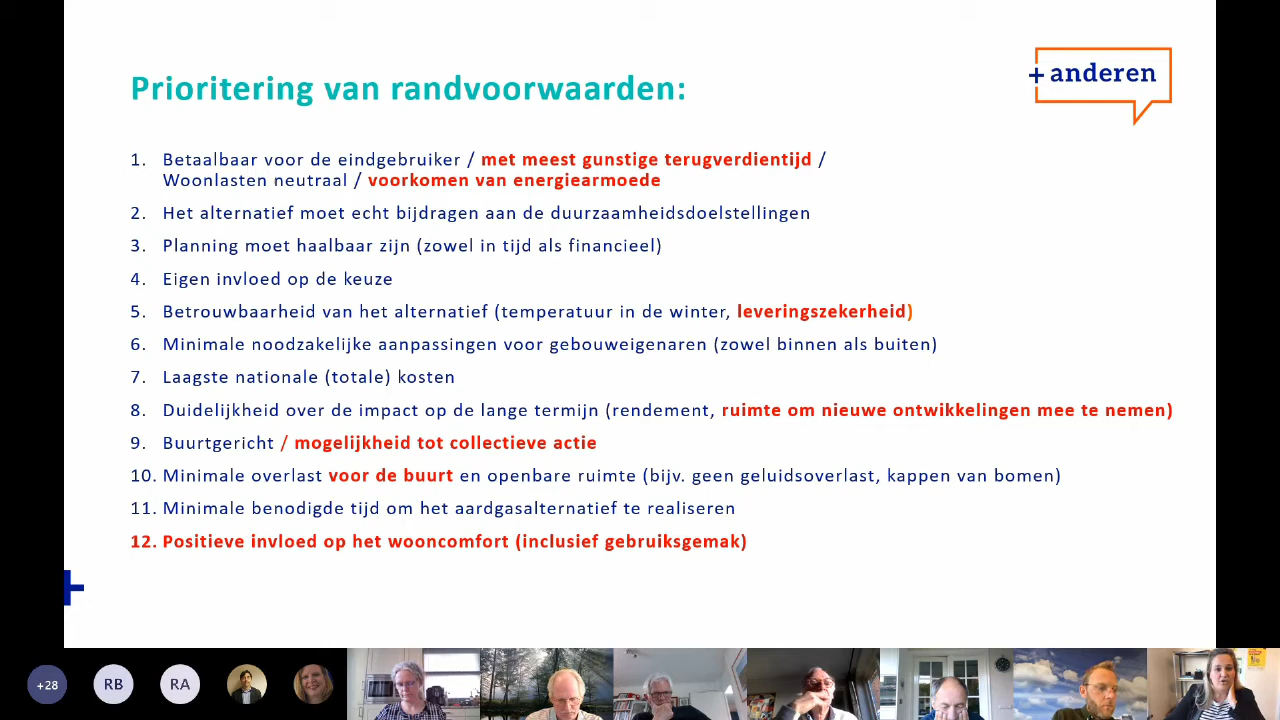 Prioritering van randvoorwaarden:
+ anderen
1. Betaalbaar voor de eindgebruiker / met meest gunstige terugverdientijd /
Woonlasten neutraal / voorkomen van energiearmoede
2. Het alternatief moet echt bijdragen aan de duurzaamheidsdoelstellingen
3. Planning moet haalbaar zijn (zowel in tijd als financieel)
4. Eigen invloed op de keuze
5. Betrouwbaarheid van het alternatief (temperatuur in de winter, leveringszekerheid)
6. Minimale noodzakelijke aanpassingen voor gebouweigenaren (zowel binnen als buiten)
7. Laagste nationale (totale) kosten
8. Duidelijkheid over de impact op de lange termijn (rendement, ruimte om nieuwe ontwikkelingen mee te nemen)
9. Buurtgericht / mogelijkheid tot collectieve actie
10. Minimale overlast voor de buurt en openbare ruimte (bijv. geen geluidsoverlast, kappen van bomen)
11. Minimale benodigde tijd om het aardgasalternatief te realiseren
12. Positieve invloed op het wooncomfort (inclusief gebruiksgemak)
+28 RB RA